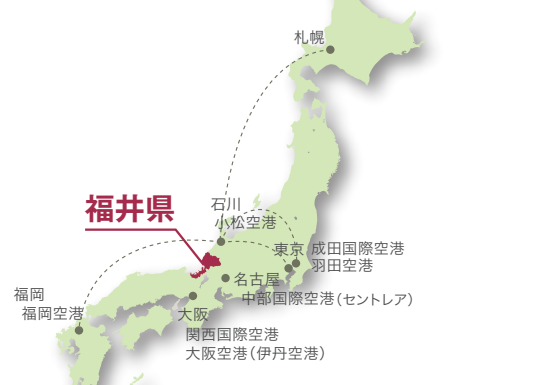 札幌
福井県
石川
小松空港
東京 成田国際空港
羽田空港
名古屋
中部国際空港(セントレア)
福岡
福岡空港
大阪
関西国際空港
大阪空港(伊丹空港)